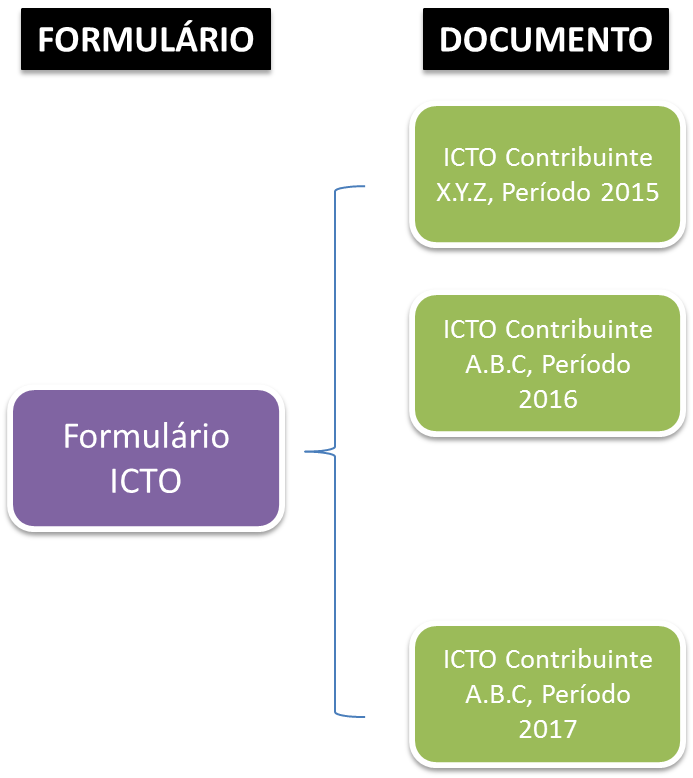 FORMULÁRIO
DOCUMENTO
ICTO Contribuinte
X.Y.Z, Período 2015
ICTO Contribuinte
A.B.C, Período
2016
Formulário
ICTO
ICTO Contribuinte
A.B.C, Período
2017